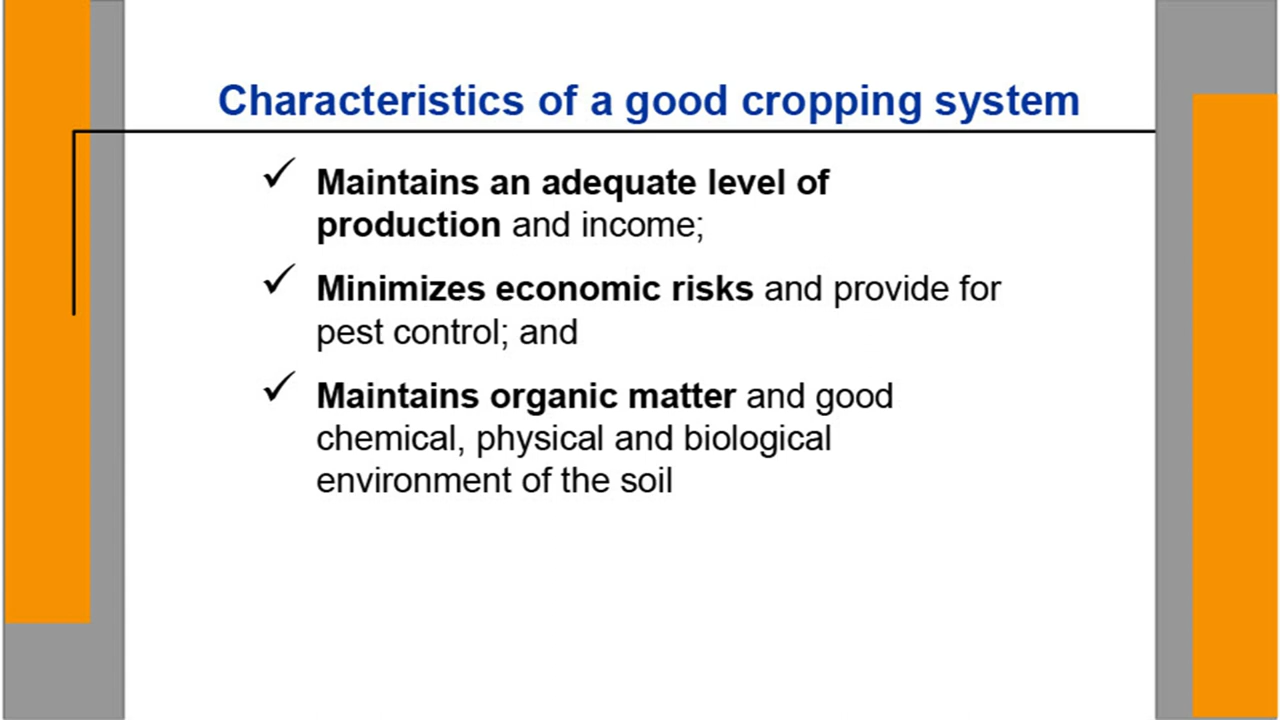 Characteristics of a good cropping system
✓ Maintains an adequate level of
production and income;
✓ Minimizes economic risks and provide for
pest control; and
✓ Maintains organic matter and good
chemical, physical and biological
environment of the soil